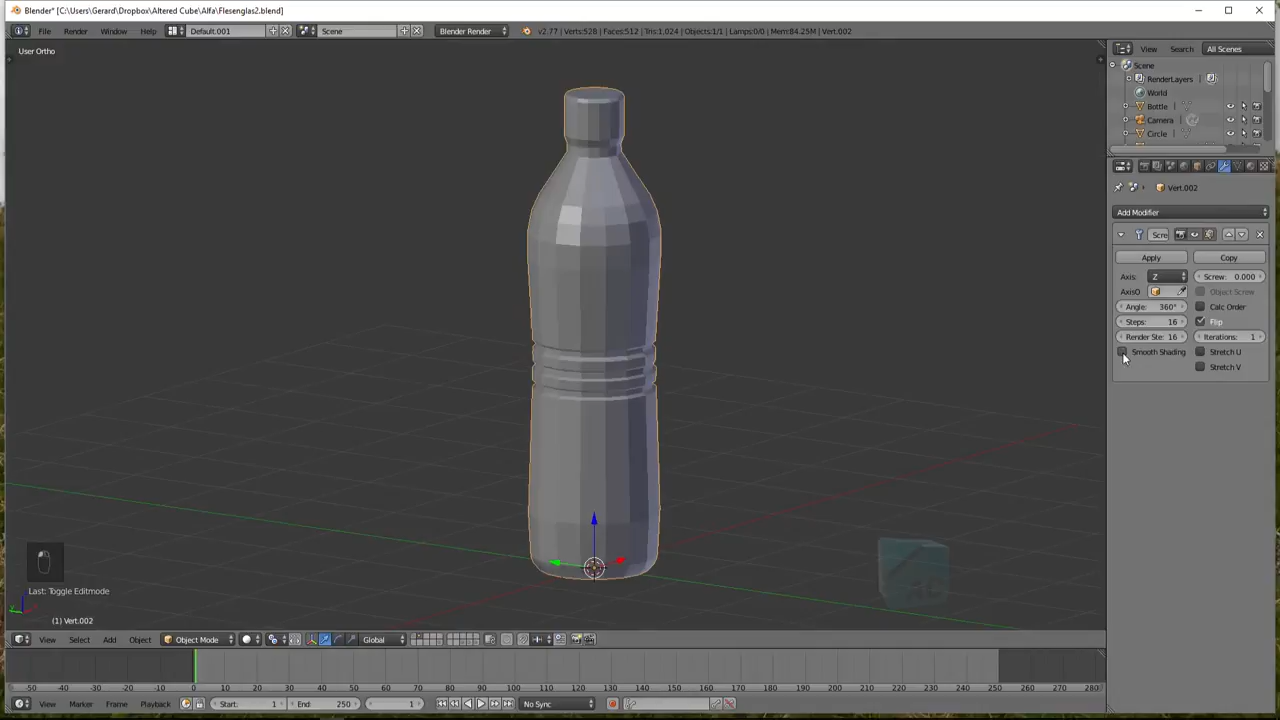 Blender* [C:\Users\Gerard\Dropbox\Altered Cube\Alfa\Flesenglas2.blend]
File Render Window Help Default.001 Scene Blender Render v2.77 | Verts:528 | Faces:512 | Tris:1,024 | Objects:1/1 | Lamps:0/0 | Mem:84.25M | Vert.002
View Search All Scenes
User Ortho
Scene
RenderLayers
World
Bottle
Camera
Circle
Vert.002
Add Modifier
Scre
Apply Copy
Axis: Z Screw: 0.000
AxisO Object Screw
Angle: 360° Calc Order
Steps: 16 Flip
Render Ste: 16 Iterations: 1
Smooth Shading Stretch U
Stretch V
Last: Toggle Editmode
(1) Vert.002
View Select Add Object Object Mode Global
-50 -40 -30 -20 -10 0 10 20 30 40 50 60 70 80 90 100 110 120 130 140 150 160 170 180 190 200 210 220 230 240 250 260 270 280
View Marker Frame Playback Start: 1 End: 250 1 No Sync